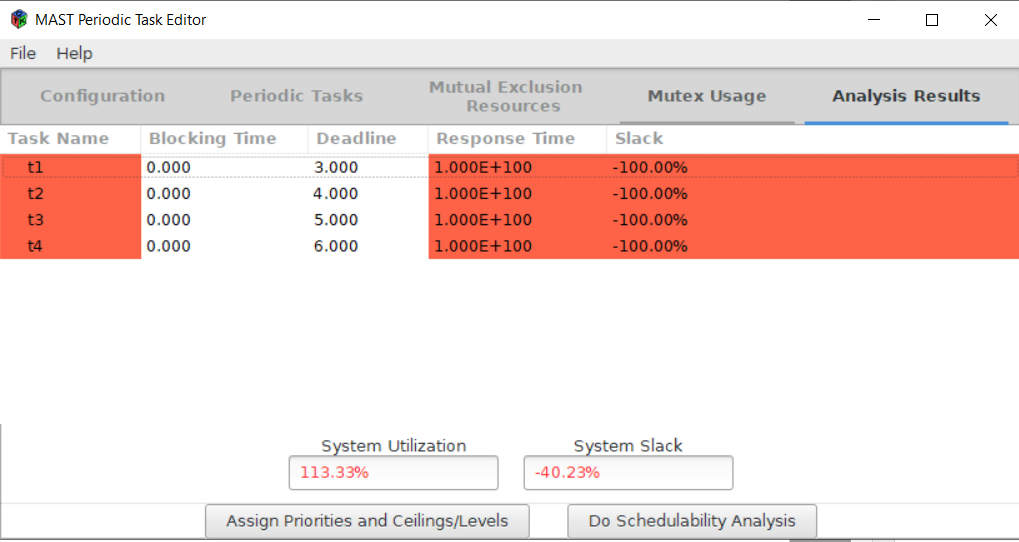 MAST Periodic Task Editor
File Help
Configuration Periodic Tasks Mutual Exclusion Resources Mutex Usage Analysis Results
Task Name Blocking Time Deadline Response Time Slack
t1 0.000 3.000 1.000E+100 -100.00%
t2 0.000 4.000 1.000E+100 -100.00%
t3 0.000 5.000 1.000E+100 -100.00%
t4 0.000 6.000 1.000E+100 -100.00%
System Utilization System Slack
113.33% -40.23%
Assign Priorities and Ceilings/Levels Do Schedulability Analysis